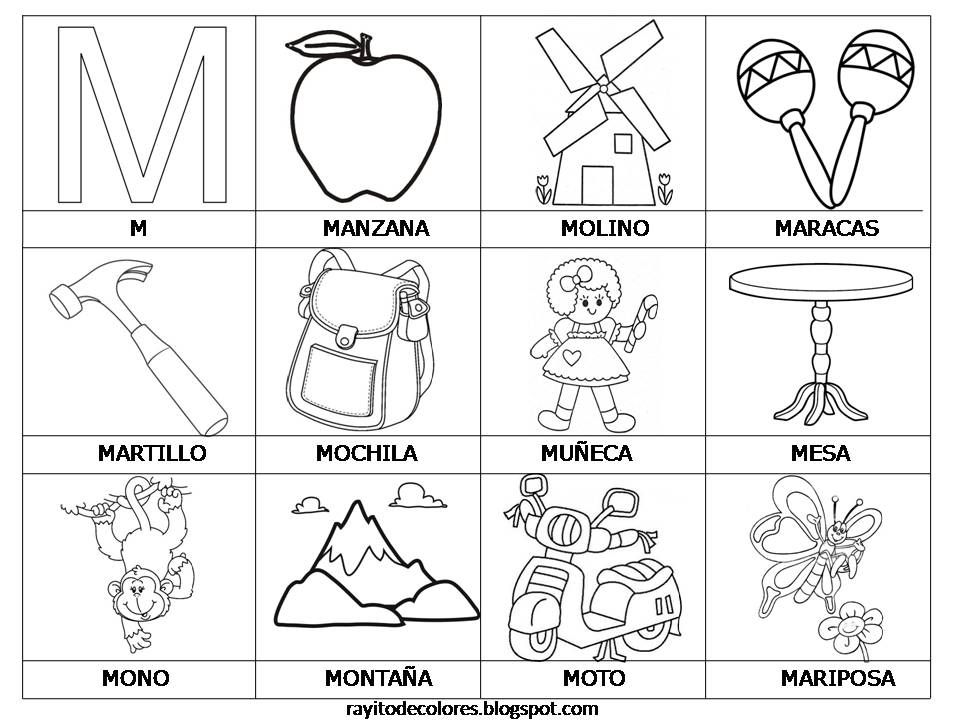 M
M MANZANA MOLINO MARACAS
MARTILLO MOCHILA MUÑECA MESA
MONO MONTAÑA MOTO MARIPOSA
rayitodecolores.blogspot.com